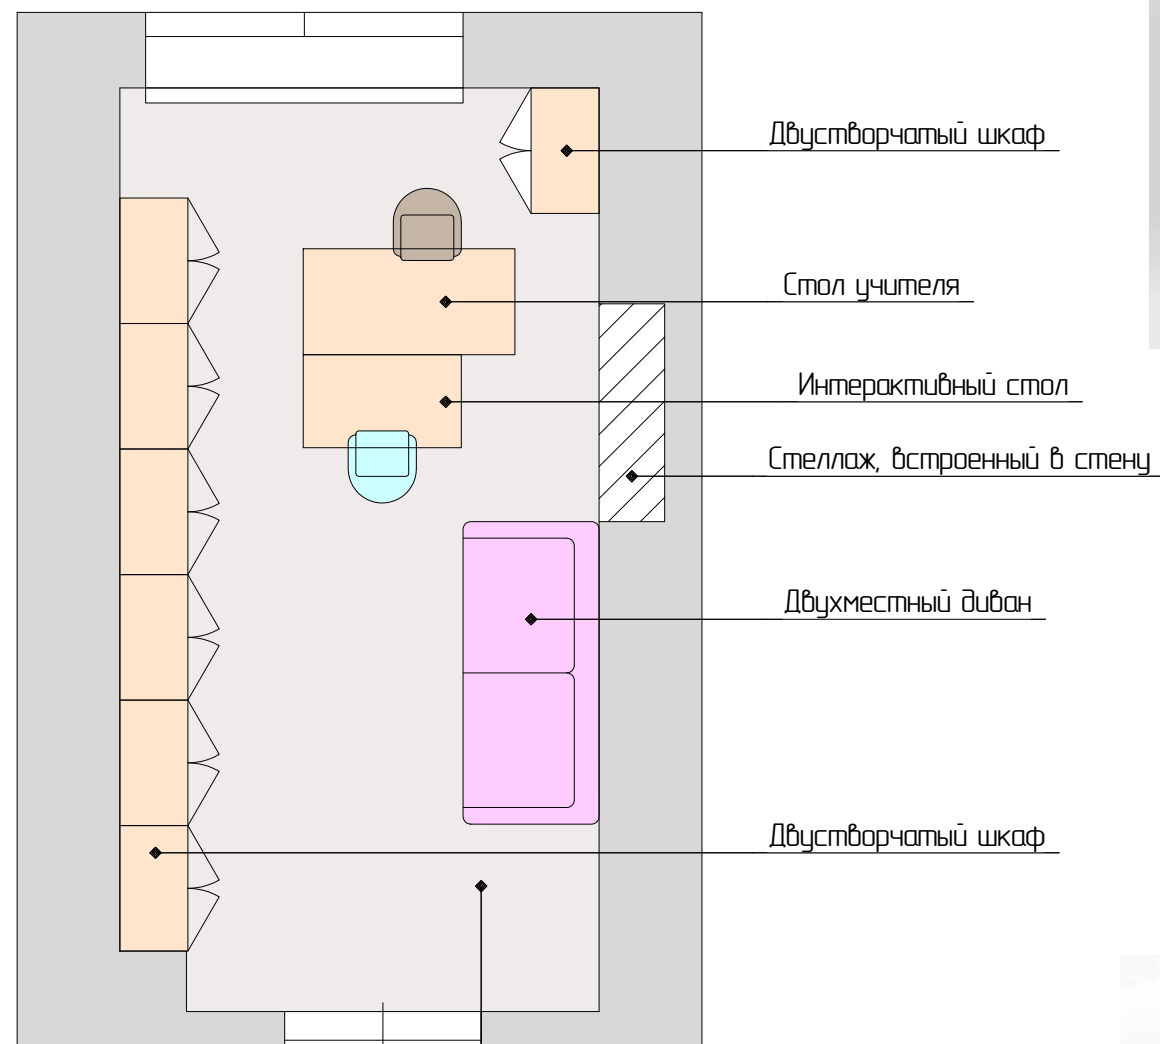 Двустворчатый шкаф
Стол учителя
Интерактивный стол
Стеллаж, встроенный в стену
Двухместный диван
Двустворчатый шкаф